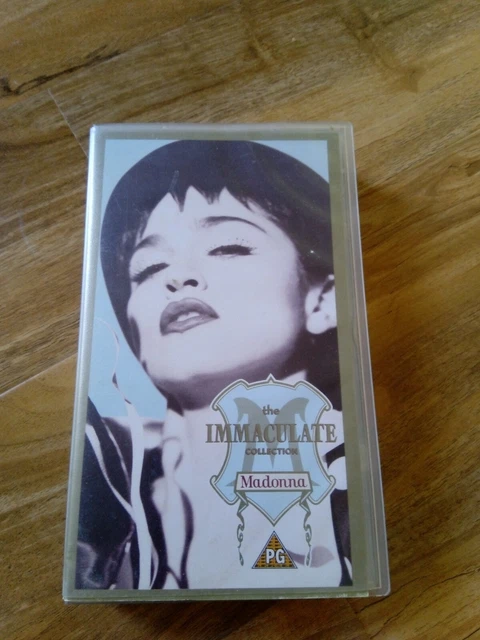 the
M
IMMACULATE
COLLECTION
Madonna
PG